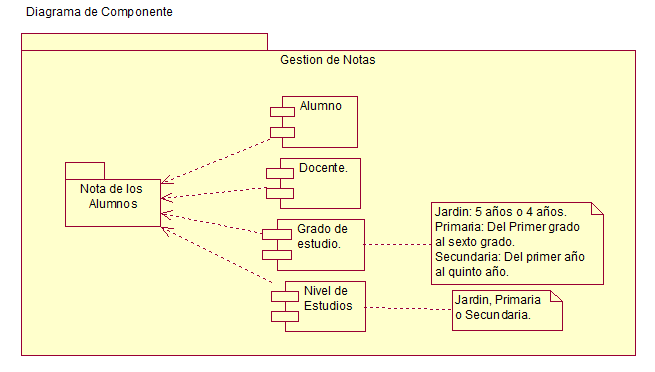 Diagrama de Componente
Gestion de Notas
Alumno
Docente.
Nota de los
Alumnos
Grado de
estudio.
Jardin: 5 años o 4 años.
Primaria: Del Primer grado
al sexto grado.
Secundaria: Del primer año
al quinto año.
Nivel de
Estudios
Jardin, Primaria
o Secundaria.